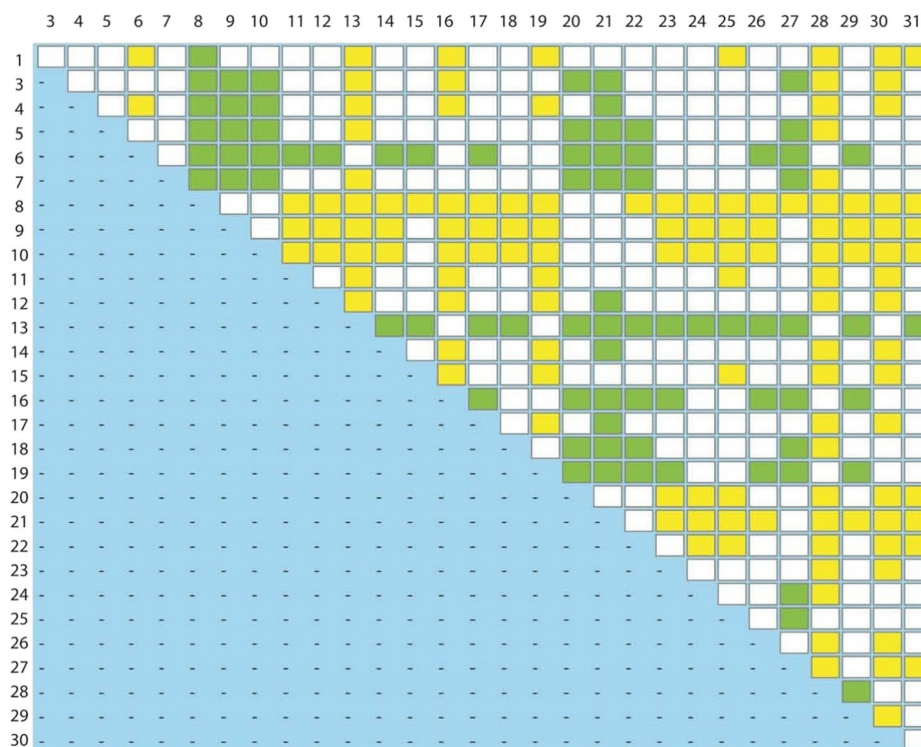 3 4 5 6 7 8 9 10 11 12 13 14 15 16 17 18 19 20 21 22 23 24 25 26 27 28 29 30 31
1
3 -
4 - -
5 - - -
6 - - - -
7 - - - - -
8 - - - - - -
9 - - - - - - -
10 - - - - - - - -
11 - - - - - - - - -
12 - - - - - - - - - -
13 - - - - - - - - - - -
14 - - - - - - - - - - - -
15 - - - - - - - - - - - - -
16 - - - - - - - - - - - - - -
17 - - - - - - - - - - - - - - -
18 - - - - - - - - - - - - - - - -
19 - - - - - - - - - - - - - - - - -
20 - - - - - - - - - - - - - - - - - -
21 - - - - - - - - - - - - - - - - - - -
22 - - - - - - - - - - - - - - - - - - - -
23 - - - - - - - - - - - - - - - - - - - - -
24 - - - - - - - - - - - - - - - - - - - - - -
25 - - - - - - - - - - - - - - - - - - - - - - -
26 - - - - - - - - - - - - - - - - - - - - - - - -
27 - - - - - - - - - - - - - - - - - - - - - - - - -
28 - - - - - - - - - - - - - - - - - - - - - - - - - -
29 - - - - - - - - - - - - - - - - - - - - - - - - - - -
30 - - - - - - - - - - - - - - - - - - - - - - - - - - - -